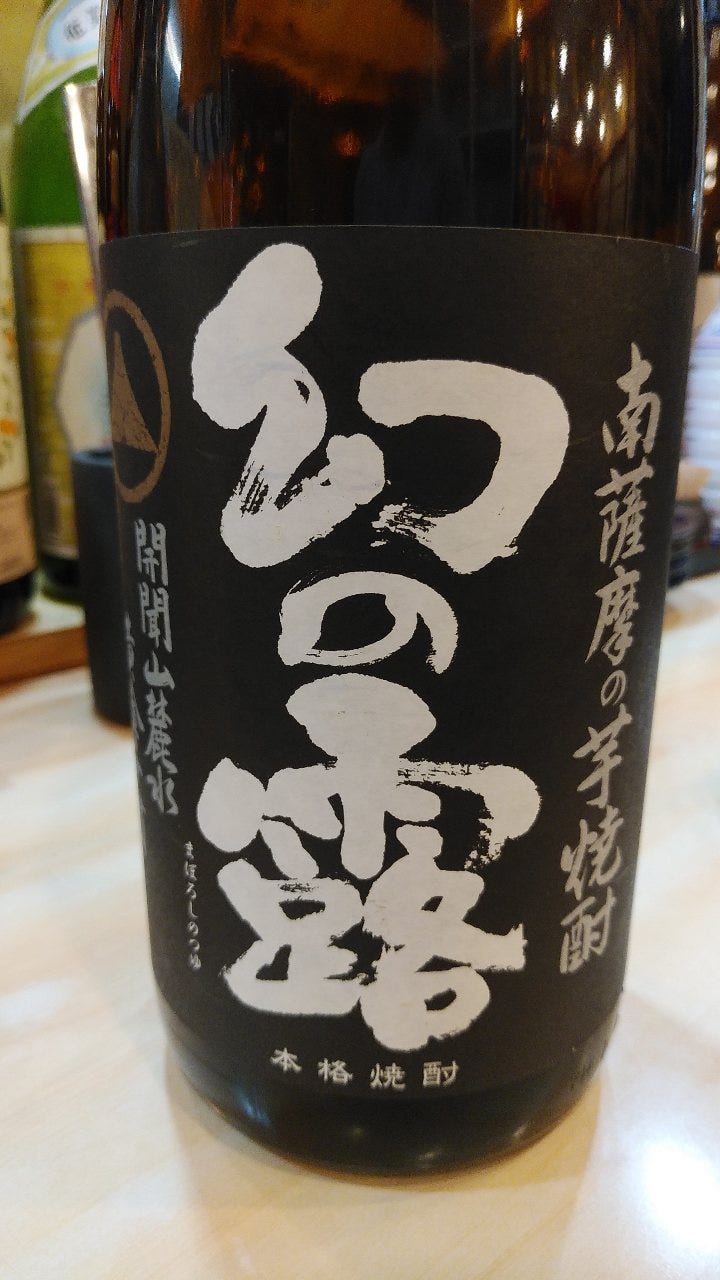 南薩摩の芋焼酎
幻の露
まぼろしのつゆ
開聞山麓水
本格焼酎